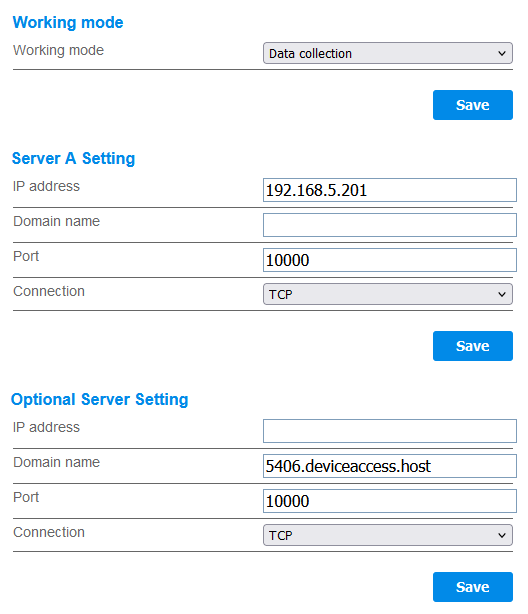 Working mode
Working mode Data collection
Save
Server A Setting
IP address 192.168.5.201
Domain name
Port 10000
Connection TCP
Save
Optional Server Setting
IP address
Domain name 5406.deviceaccess.host
Port 10000
Connection TCP
Save